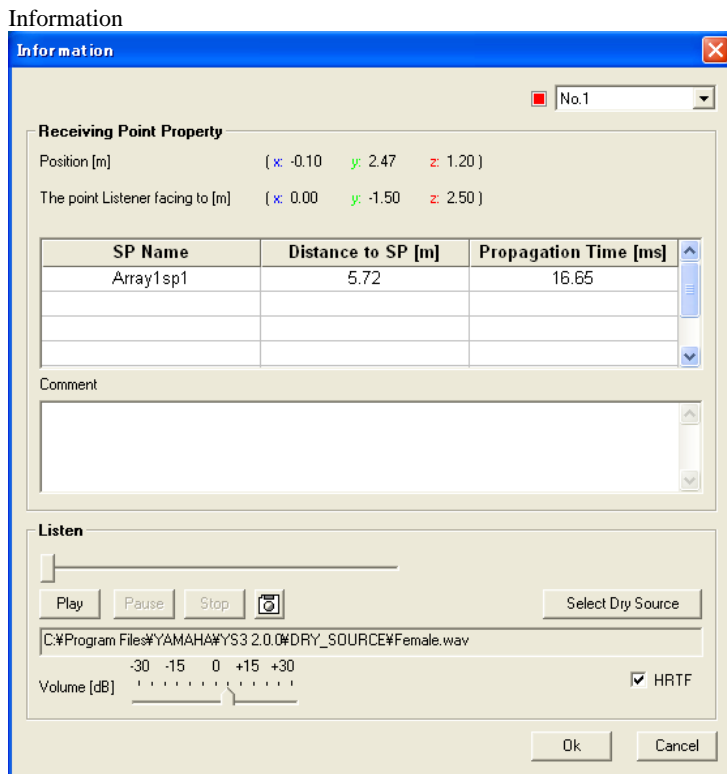 Information
Information
No.1
Receiving Point Property
Position [m] ( x: -0.10 y: 2.47 z: 1.20 )
The point Listener facing to [m] ( x: 0.00 y: -1.50 z: 2.50 )
SP Name Distance to SP [m] Propagation Time [ms]
Array1sp1 5.72 16.65
Comment
Listen
Play Pause Stop Select Dry Source
C:¥Program Files¥YAMAHA¥YS3 2.0.0¥DRY_SOURCE¥Female.wav
-30 -15 0 +15 +30
Volume [dB] HRTF
Ok Cancel